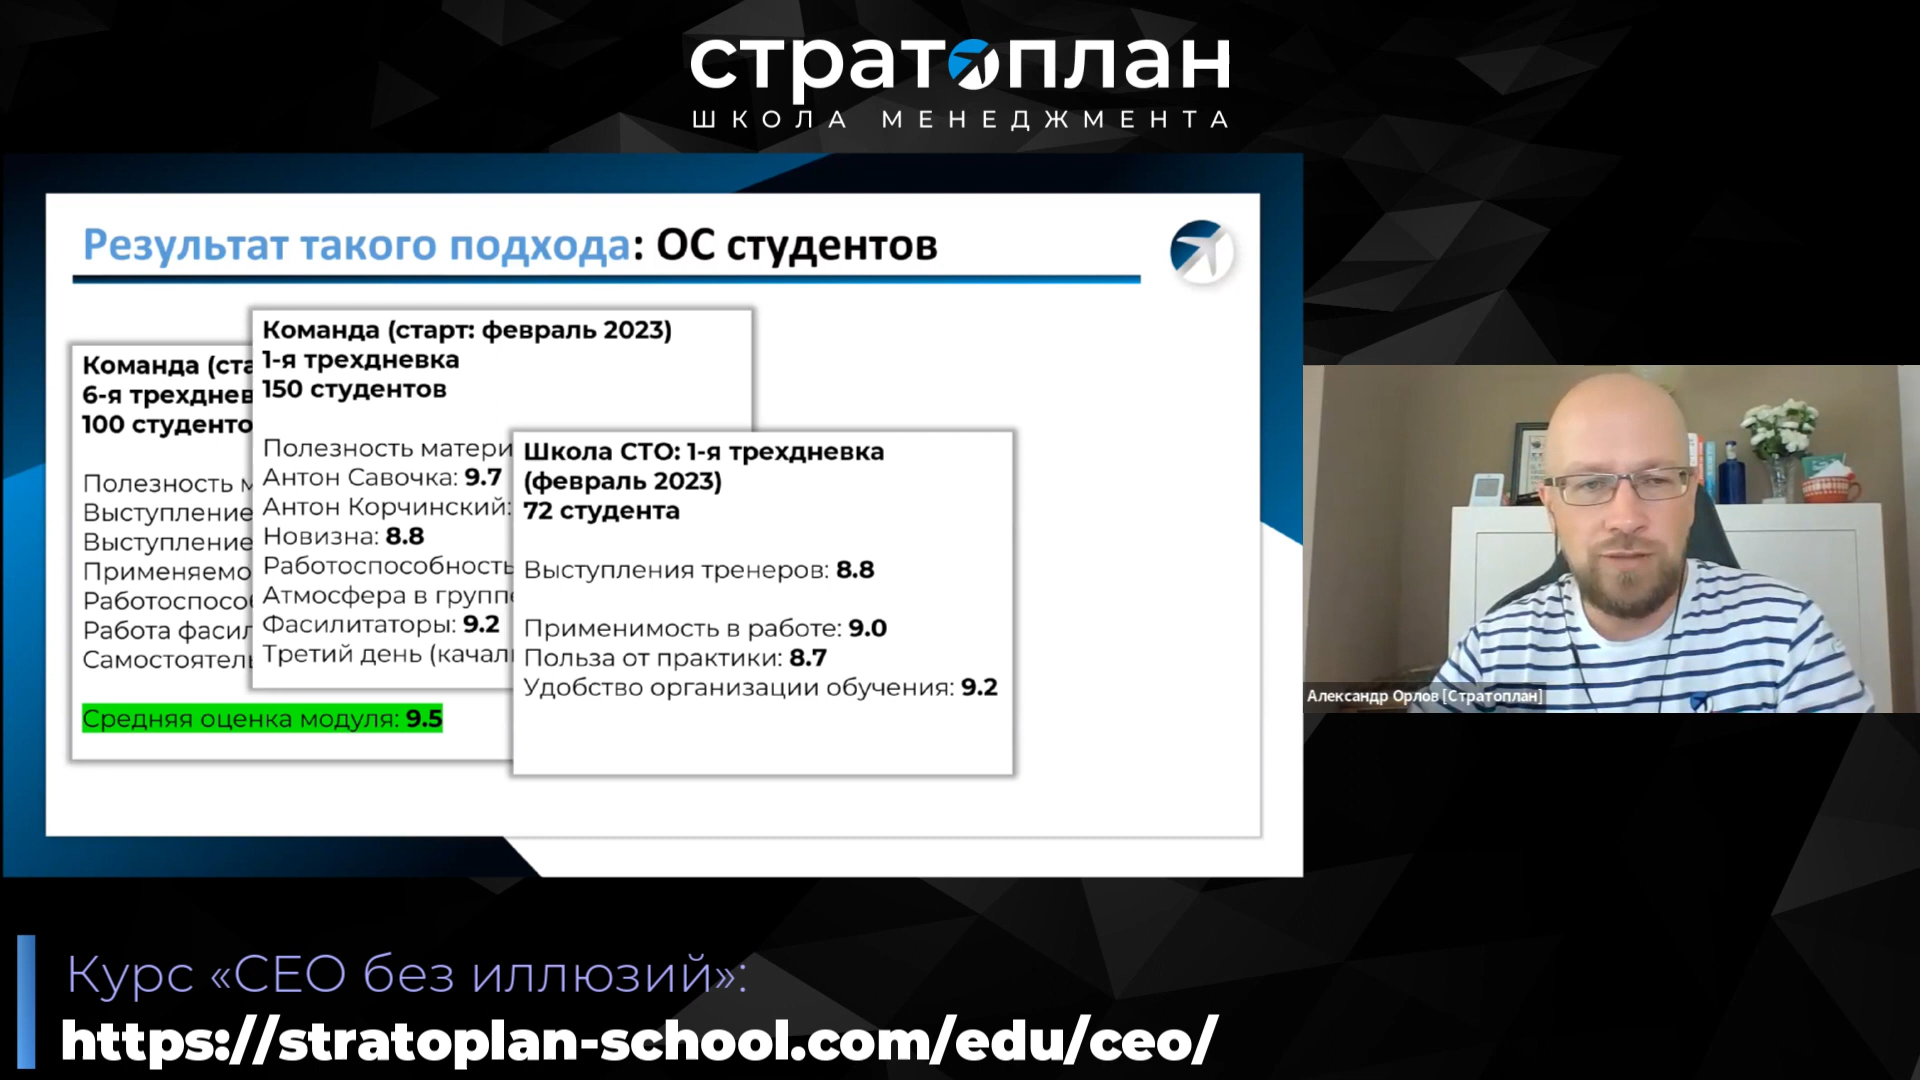 стратоплан
ШКОЛА МЕНЕДЖМЕНТА
Результат такого подхода: ОС студентов
Команда (ста
6-я трехднев
100 студенто
Полезность м
Выступление
Выступление
Применяемо
Работоспосо
Работа фасил
Самостоятель
Средняя оценка модуля: 9.5
Команда (старт: февраль 2023)
1-я трехдневка
150 студентов
Полезность матери
Антон Савочка: 9.7
Антон Корчинский:
Новизна: 8.8
Работоспособность
Атмосфера в группе
Фасилитаторы: 9.2
Третий день (качал
Школа СТО: 1-я трехдневка
(февраль 2023)
72 студента
Выступления тренеров: 8.8
Применимость в работе: 9.0
Польза от практики: 8.7
Удобство организации обучения: 9.2
Александр Орлов [Стратоплан]
Курс «CEO без иллюзий»:
https://stratoplan-school.com/edu/ceo/